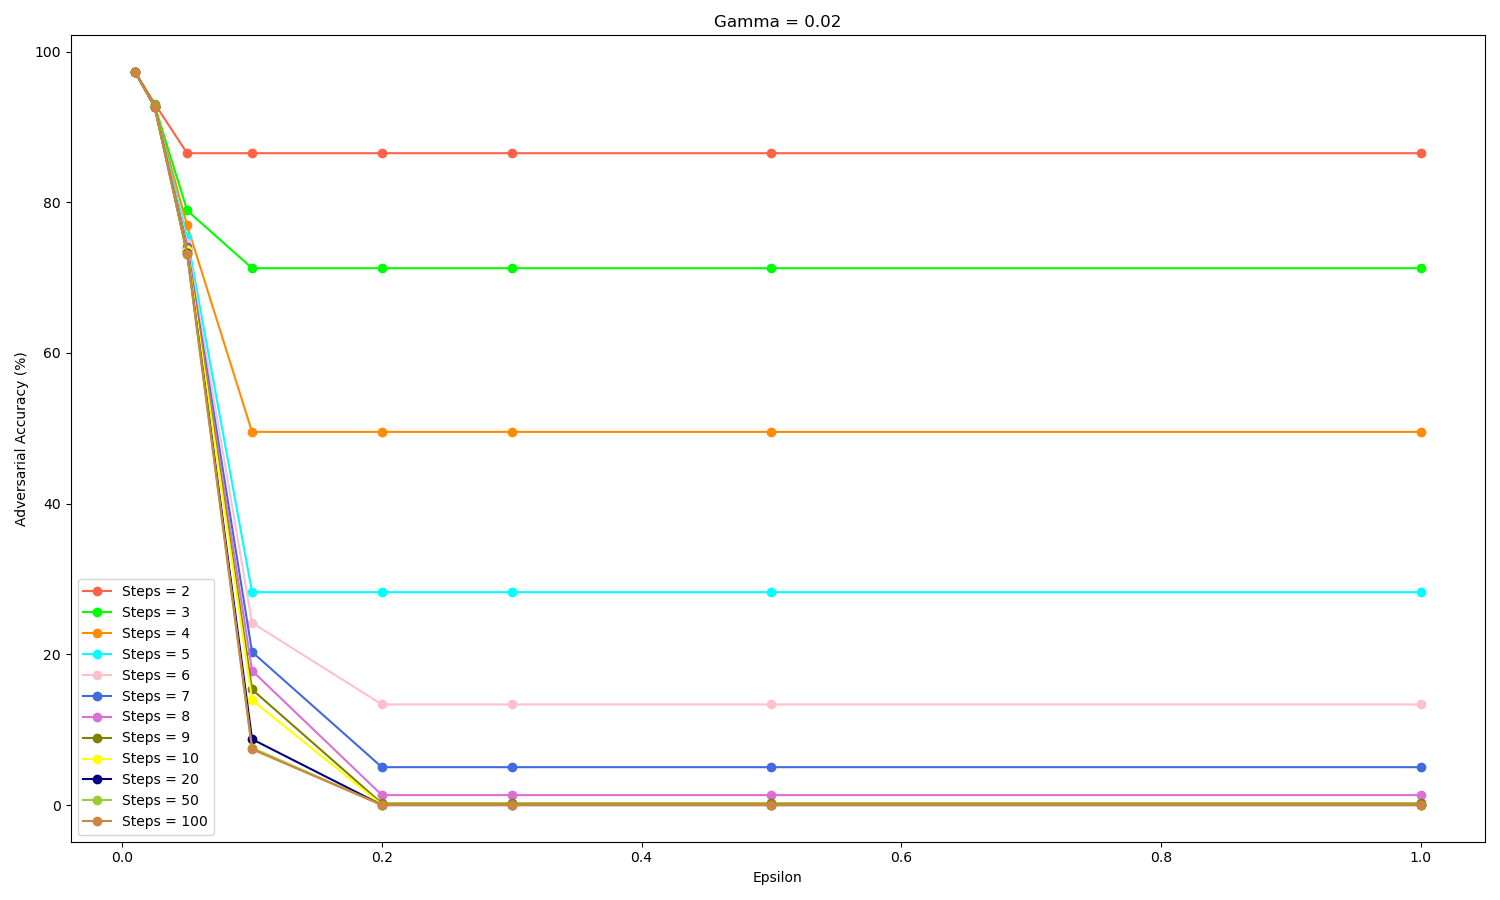 Gamma = 0.02
100
80
60
40
20
0
Adversarial Accuracy (%)
Steps = 2
Steps = 3
Steps = 4
Steps = 5
Steps = 6
Steps = 7
Steps = 8
Steps = 9
Steps = 10
Steps = 20
Steps = 50
Steps = 100
0.0 0.2 0.4 0.6 0.8 1.0
Epsilon